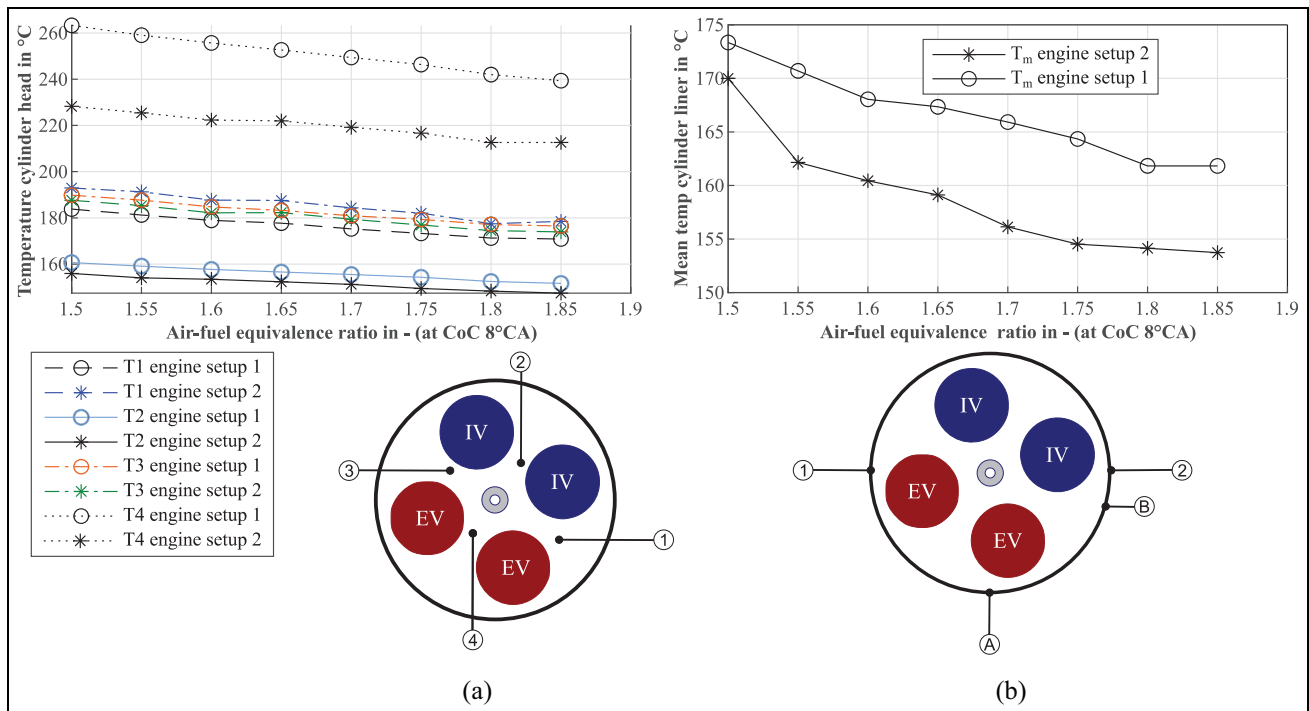 260
240
220
200
180
160
1.5
1.55
1.6
1.65
1.7
1.75
1.8
1.85
1.9
Temperature cylinder head in °C
Air-fuel equivalence ratio in - (at CoC 8°CA)
T1 engine setup 1
T1 engine setup 2
T2 engine setup 1
T2 engine setup 2
T3 engine setup 1
T3 engine setup 2
T4 engine setup 1
T4 engine setup 2
2
IV
3
IV
EV
EV
1
4
(a)
175
170
165
160
155
150
1.5
1.55
1.6
1.65
1.7
1.75
1.8
1.85
1.9
Mean temp cylinder liner in °C
Air-fuel equivalence ratio in - (at CoC 8°CA)
Tm engine setup 2
Tm engine setup 1
IV
IV
1
2
EV
B
EV
A
(b)